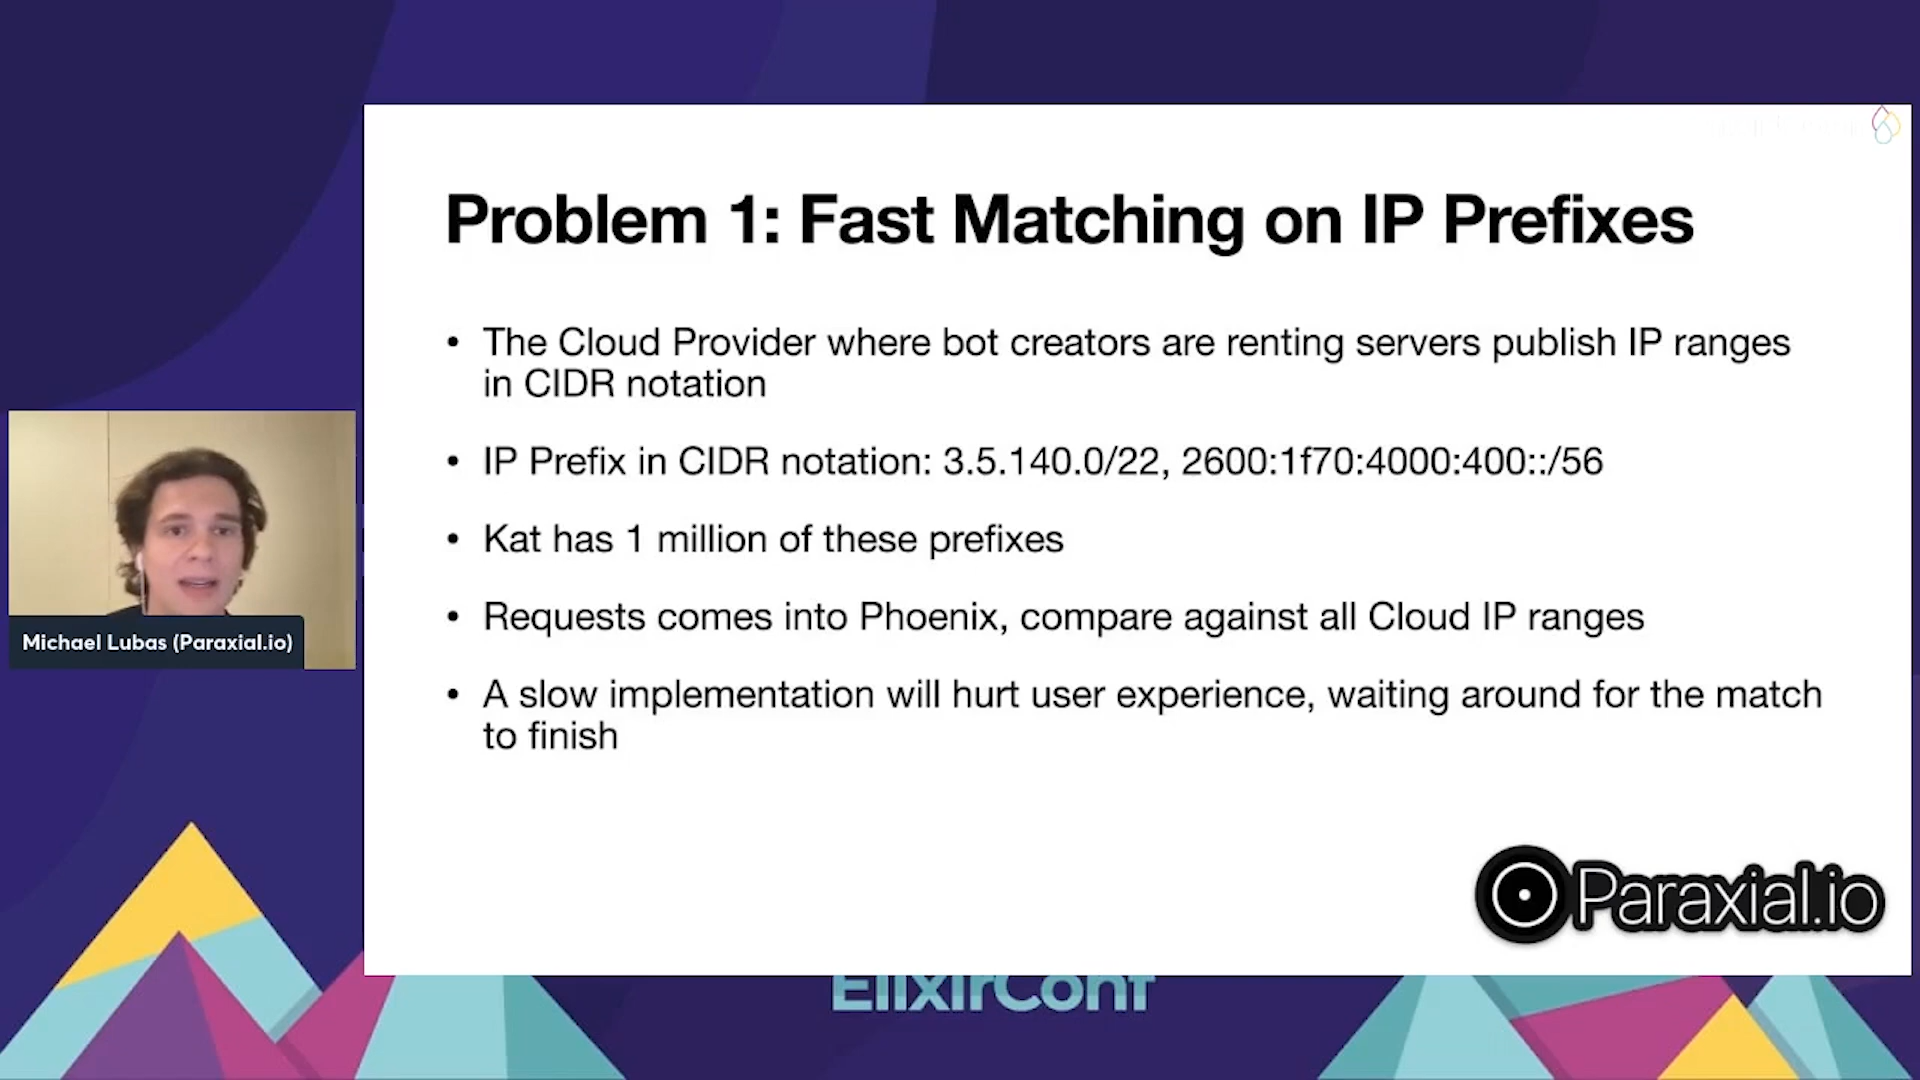 Problem 1: Fast Matching on IP Prefixes
• The Cloud Provider where bot creators are renting servers publish IP ranges
in CIDR notation
• IP Prefix in CIDR notation: 3.5.140.0/22, 2600:1f70:4000:400::/56
• Kat has 1 million of these prefixes
• Requests comes into Phoenix, compare against all Cloud IP ranges
• A slow implementation will hurt user experience, waiting around for the match
to finish
Michael Lubas (Paraxial.io)
Paraxial.io
ElixirConf